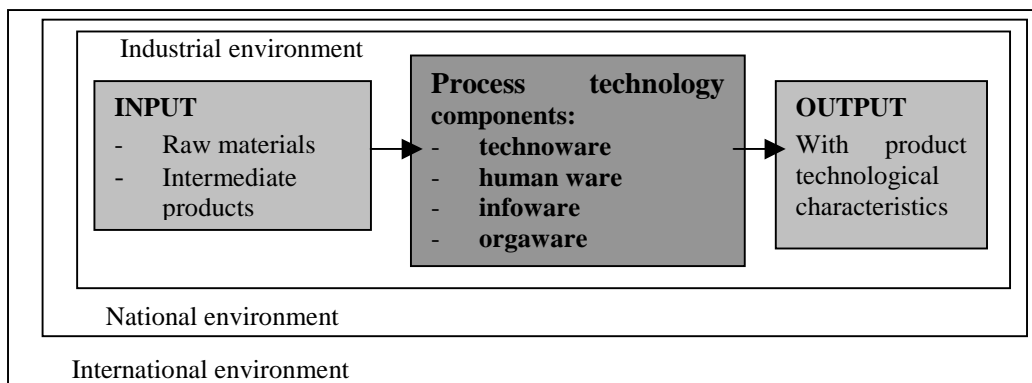 Industrial environment
INPUT
- Raw materials
- Intermediate
products
Process technology
components:
- technoware
- human ware
- infoware
- orgaware
OUTPUT
With product
technological
characteristics
National environment
International environment